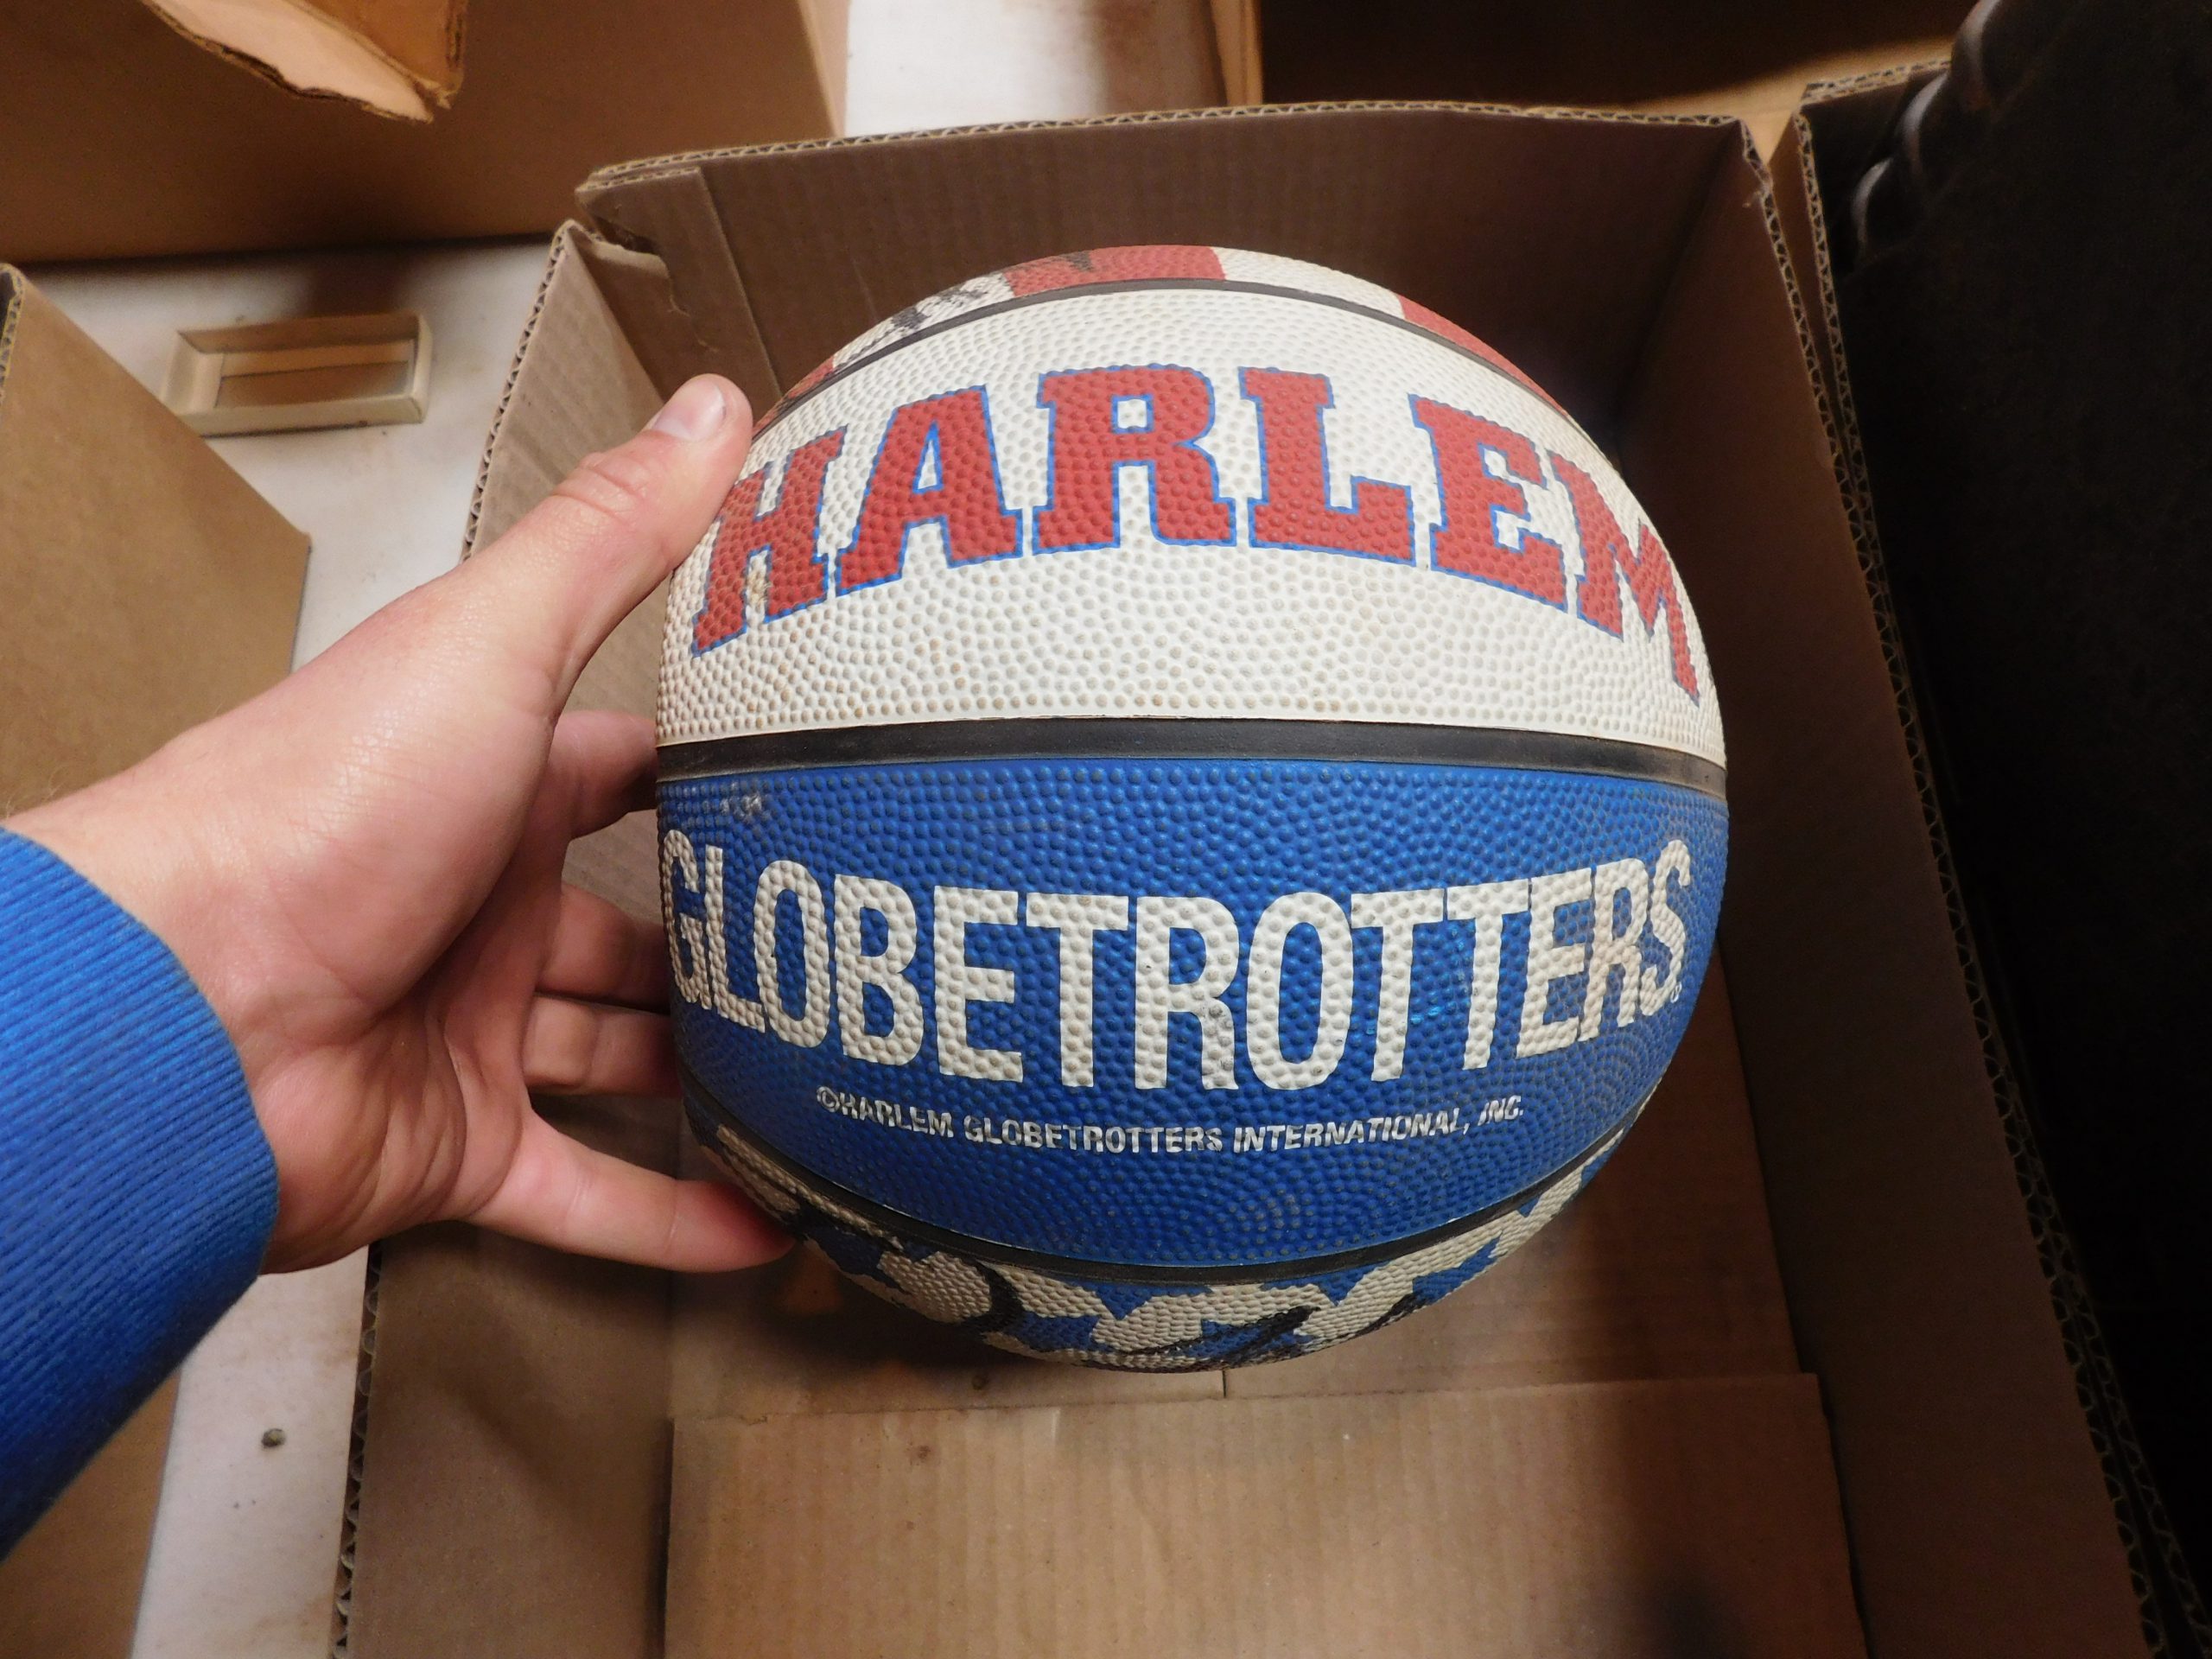 HARLEM
GLOBETROTTERS®
©HARLEM GLOBETROTTERS INTERNATIONAL, INC.